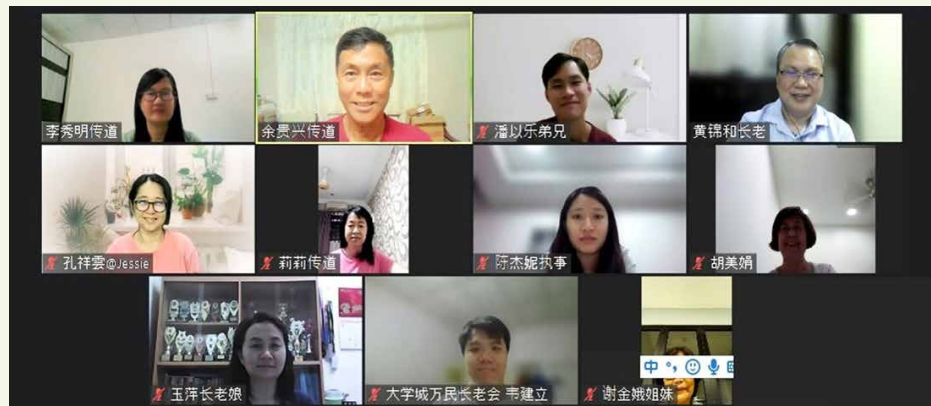 李秀明传道
余贵兴传道
潘以乐弟兄
黄锦和长老
孔祥雲@Jessie
莉莉传道
陈杰妮执事
胡美娟
玉萍长老娘
大学城万民长老会 韦建立
谢金娥姐妹
中